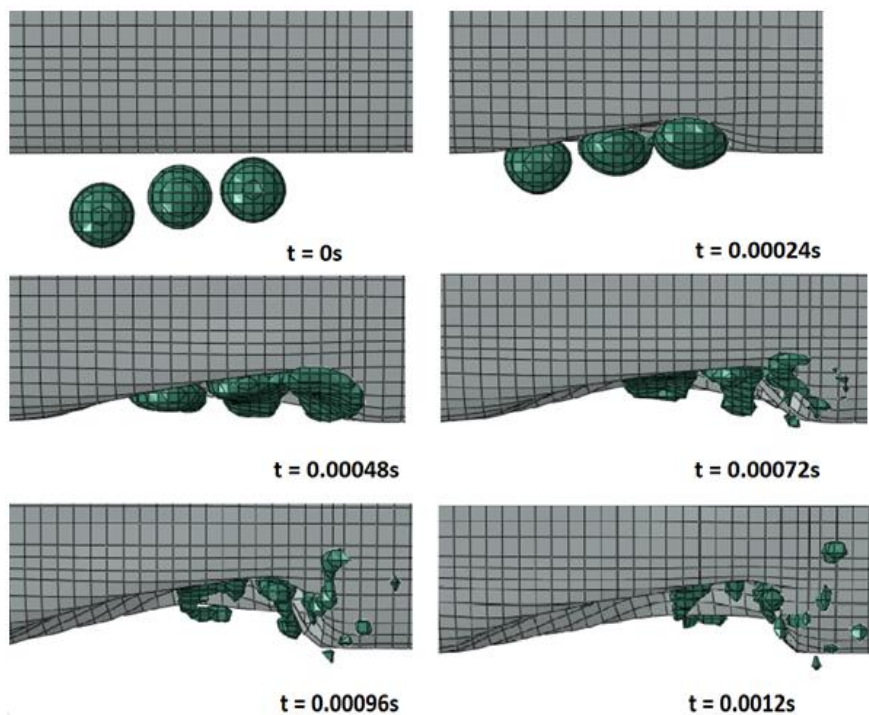 t = 0s
t = 0.00024s
t = 0.00048s
t = 0.00072s
t = 0.00096s
t = 0.0012s